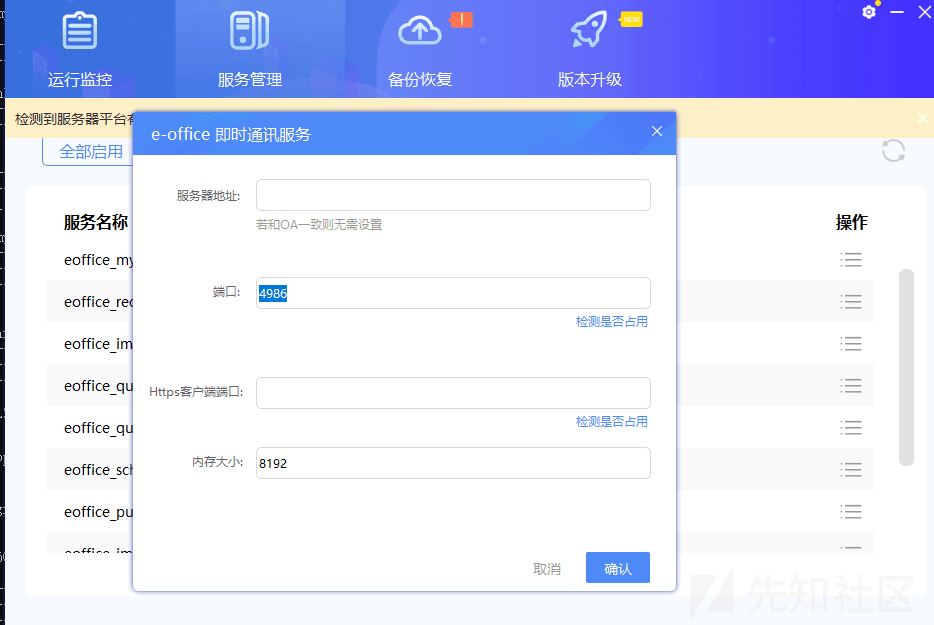 NEW
运行监控
服务管理
备份恢复
版本升级
检测到服务器平台
全部启用
e-office 即时通讯服务
服务器地址:
若和OA一致则无需设置
端口:
4986
检测是否占用
Https客户端端口:
检测是否占用
内存大小:
8192
取消
确认
服务名称
操作
eoffice_my
eoffice_red
eoffice_im
eoffice_qu
eoffice_qu
eoffice_sch
eoffice_pu
eoffice_im
先知社区